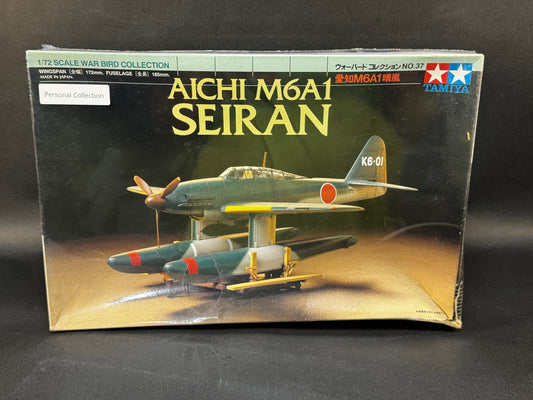 1/72 SCALE WAR BIRD COLLECTION
WINGSPAN [全幅] 172mm. FUSELAGE [全長] 165mm.
MADE IN JAPAN.
Personal Collection
ウォーバードコレクション NO.37
愛知M6A1晴嵐
TAMIYA
AICHI M6A1
SEIRAN
K6-01